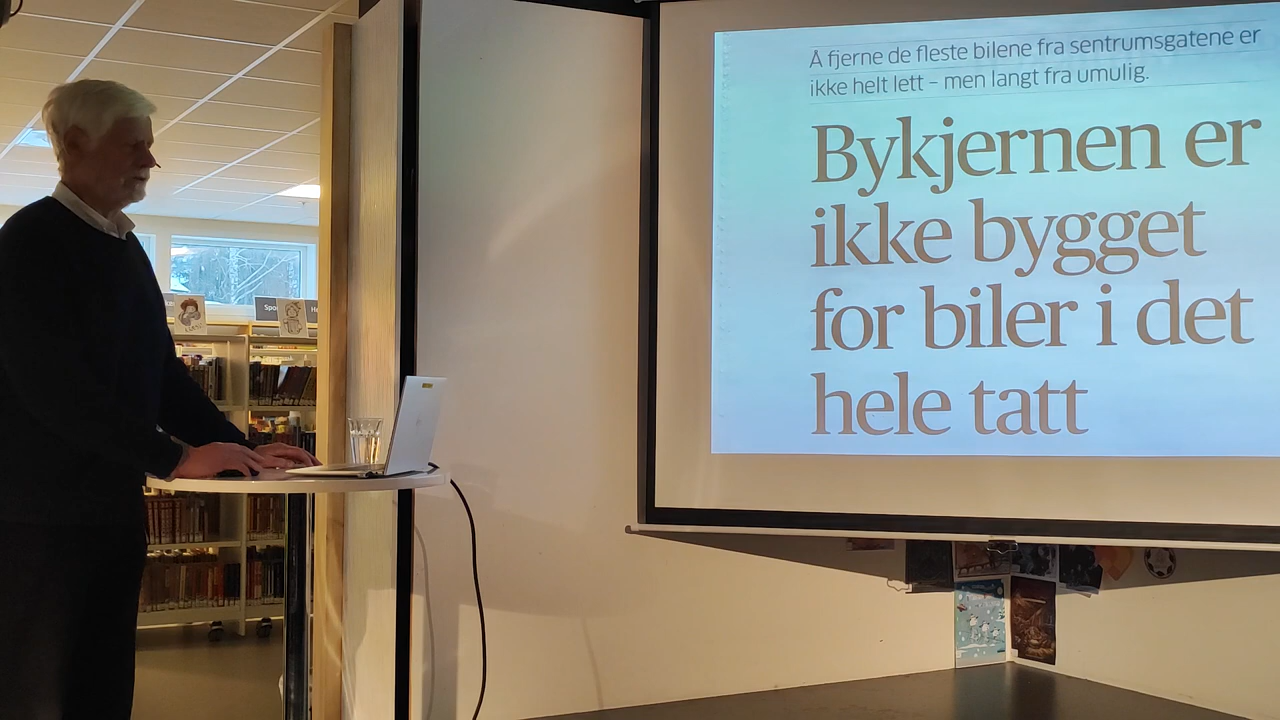 Å fjerne de fleste bilene fra sentrumsgatene er
ikke helt lett – men langt fra umulig.
Bykjernen er
ikke bygget
for biler i det
hele tatt
Spo
H